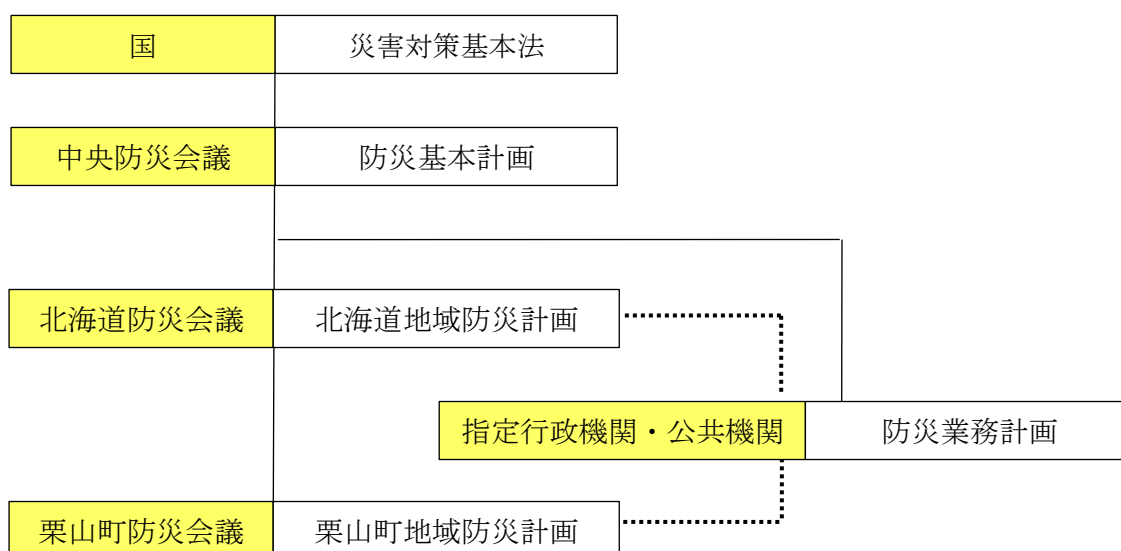 国 災害対策基本法
中央防災会議 防災基本計画
北海道防災会議 北海道地域防災計画
指定行政機関・公共機関 防災業務計画
栗山町防災会議 栗山町地域防災計画